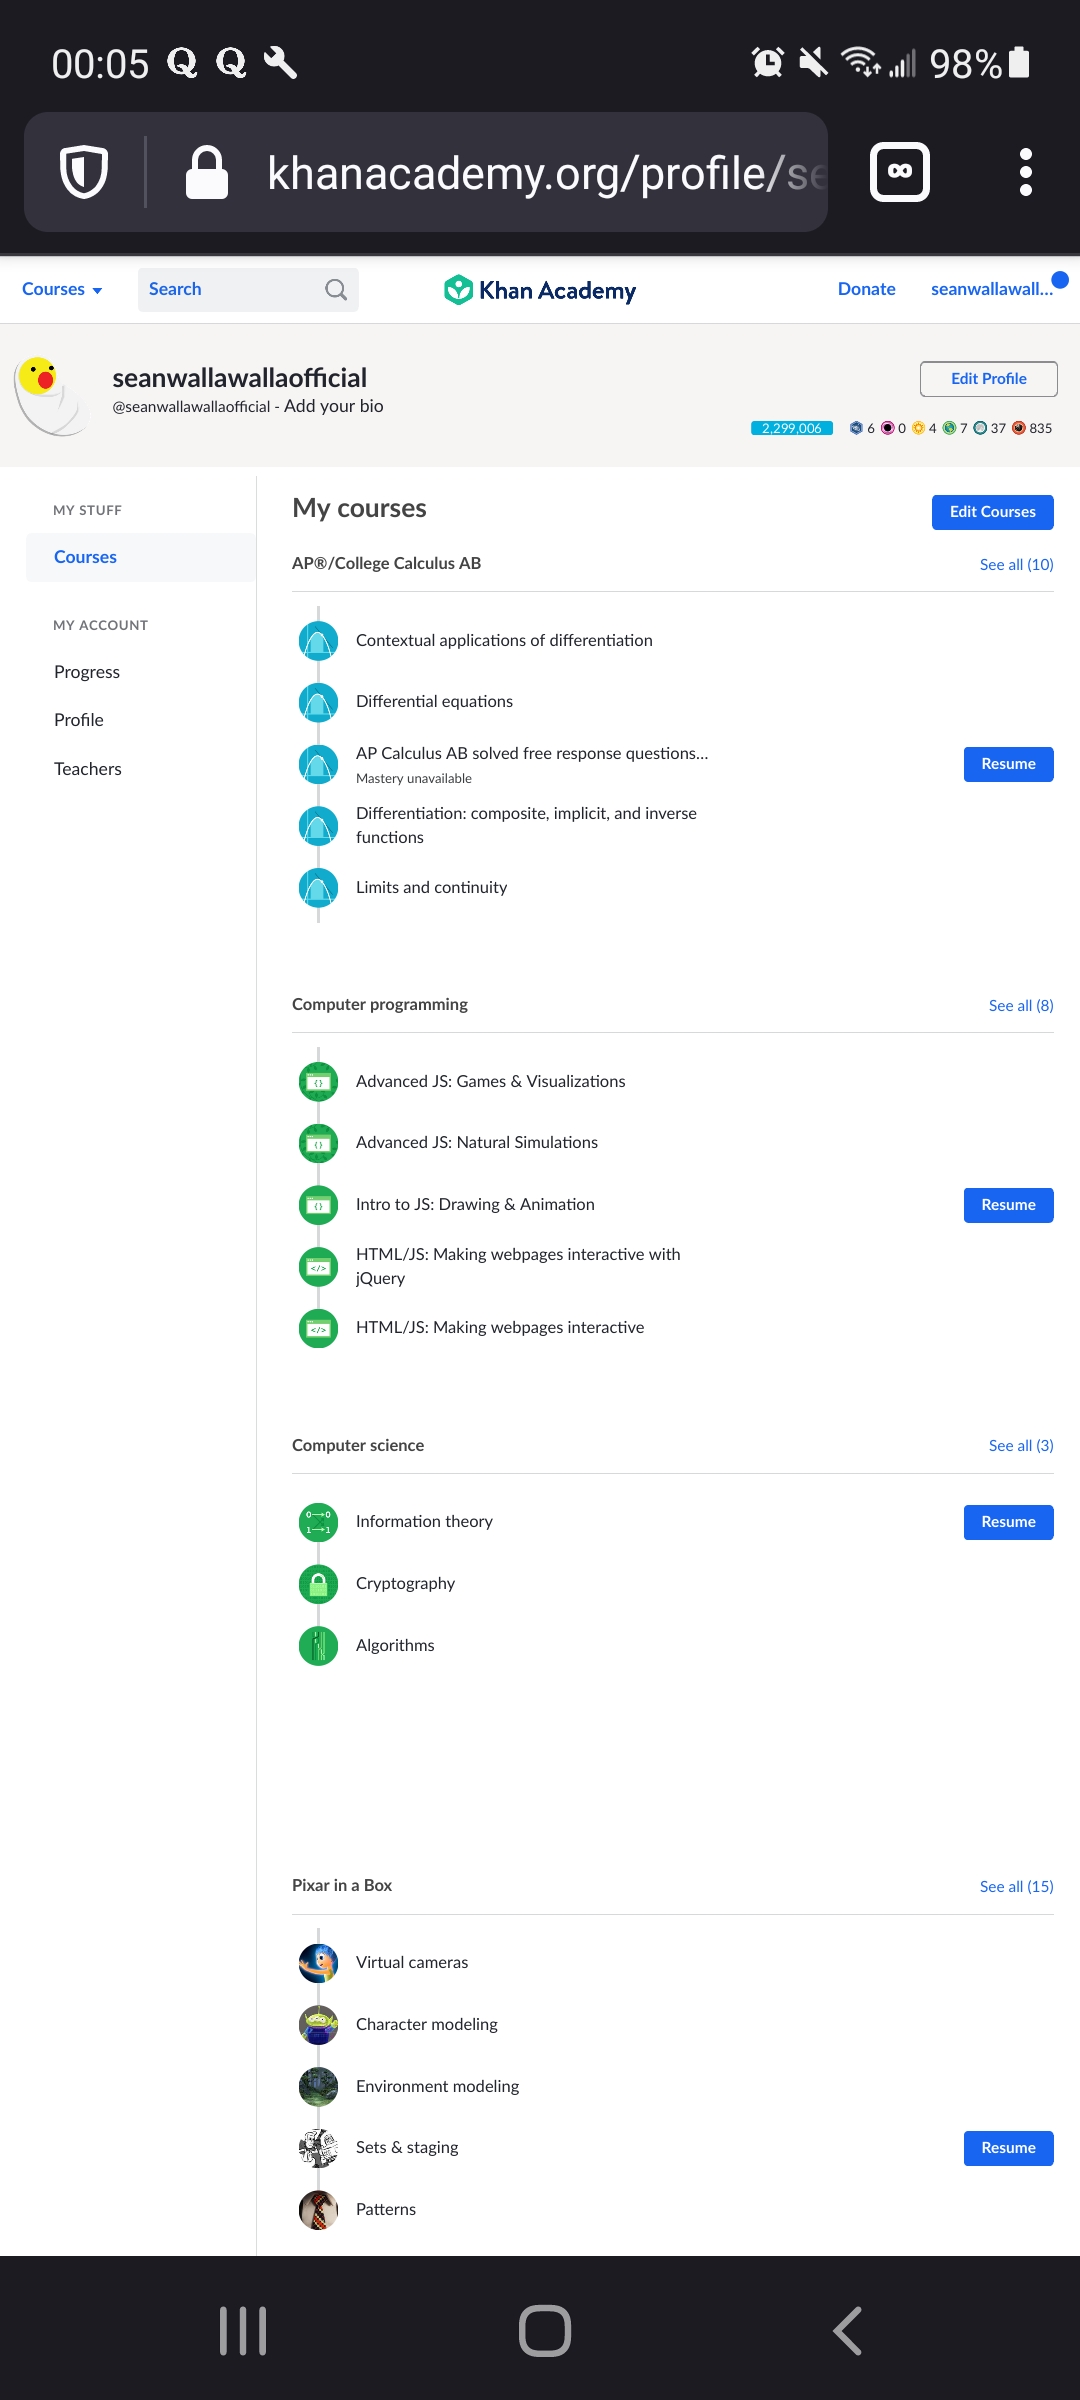 00:05
98%
khanacademy.org/profile/se
Courses
Search
Khan Academy
Donate
seanwallawall...
seanwallawallaofficial
@seanwallawallaofficial - Add your bio
Edit Profile
2,299,006 6 0 4 7 37 835
MY STUFF
Courses
MY ACCOUNT
Progress
Profile
Teachers
My courses
Edit Courses
AP®/College Calculus AB
See all (10)
Contextual applications of differentiation
Differential equations
AP Calculus AB solved free response questions...
Mastery unavailable
Resume
Differentiation: composite, implicit, and inverse
functions
Limits and continuity
Computer programming
See all (8)
Advanced JS: Games & Visualizations
Advanced JS: Natural Simulations
Intro to JS: Drawing & Animation
Resume
HTML/JS: Making webpages interactive with
jQuery
HTML/JS: Making webpages interactive
Computer science
See all (3)
Information theory
Resume
Cryptography
Algorithms
Pixar in a Box
See all (15)
Virtual cameras
Character modeling
Environment modeling
Sets & staging
Resume
Patterns